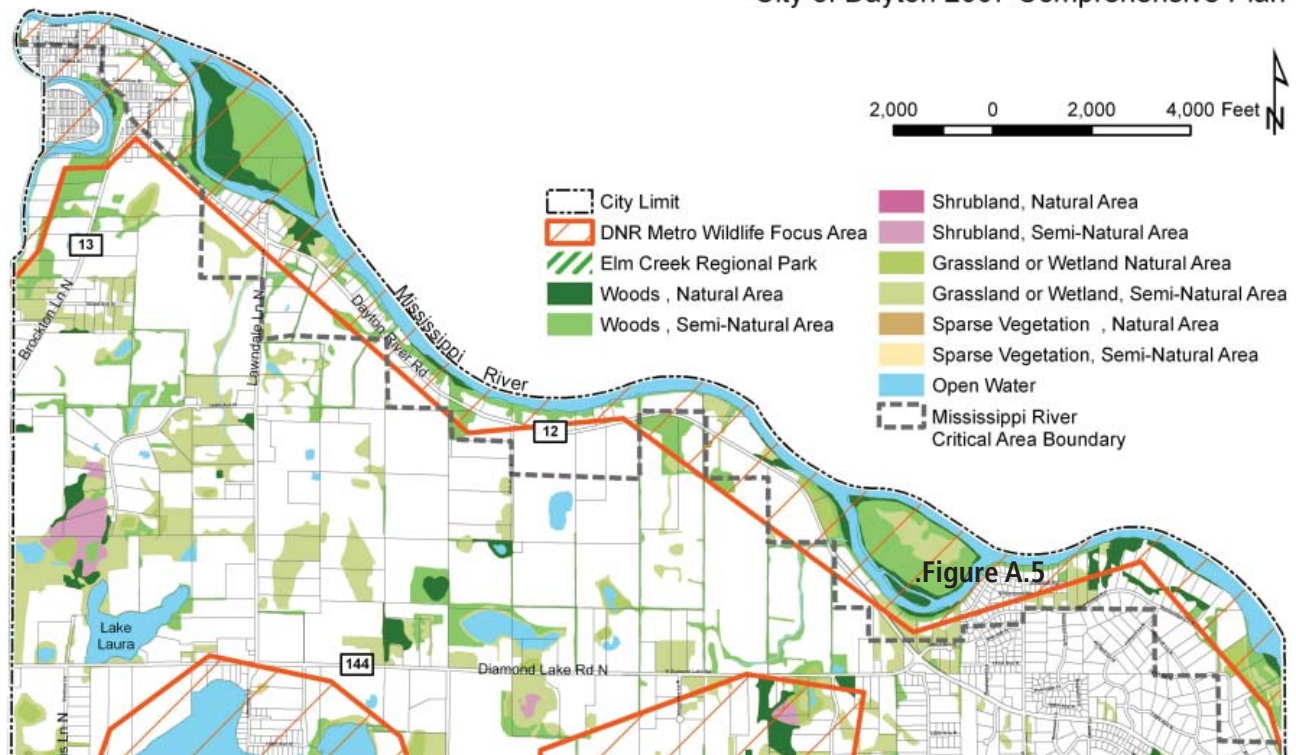 City of Dayton 2007 Comprehensive Plan
2,000 0 2,000 4,000 Feet
N
City Limit
DNR Metro Wildlife Focus Area
Elm Creek Regional Park
Woods , Natural Area
Woods , Semi-Natural Area
Shrubland, Natural Area
Shrubland, Semi-Natural Area
Grassland or Wetland Natural Area
Grassland or Wetland, Semi-Natural Area
Sparse Vegetation , Natural Area
Sparse Vegetation, Semi-Natural Area
Open Water
Mississippi River
Critical Area Boundary
13
Brockton Ln N
Lawndale Ln N
Dayton River Rd
Mississippi
River
12
.Figure A.5
Lake
Laura
144
Diamond Lake Rd N
Ln N